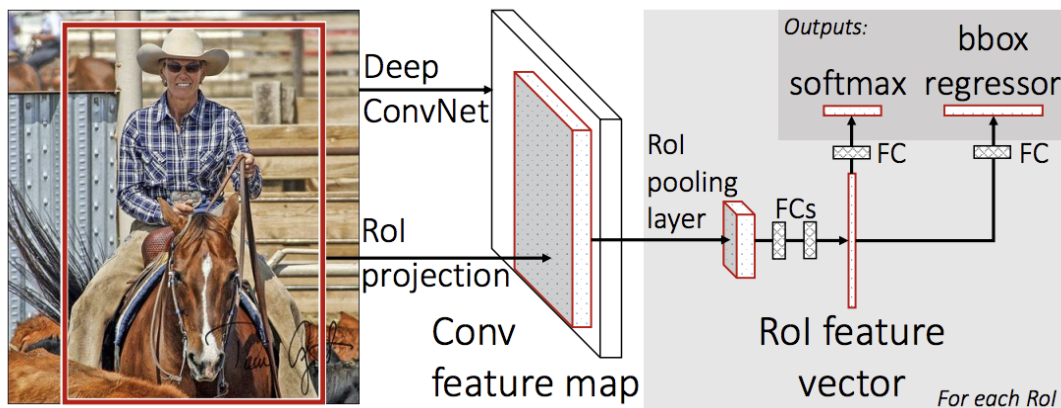 Deep
ConvNet
RoI
projection
Conv
feature map
RoI
pooling
layer
FCs
RoI feature
vector
Outputs:
softmax
bbox
regressor
FC
FC
For each RoI